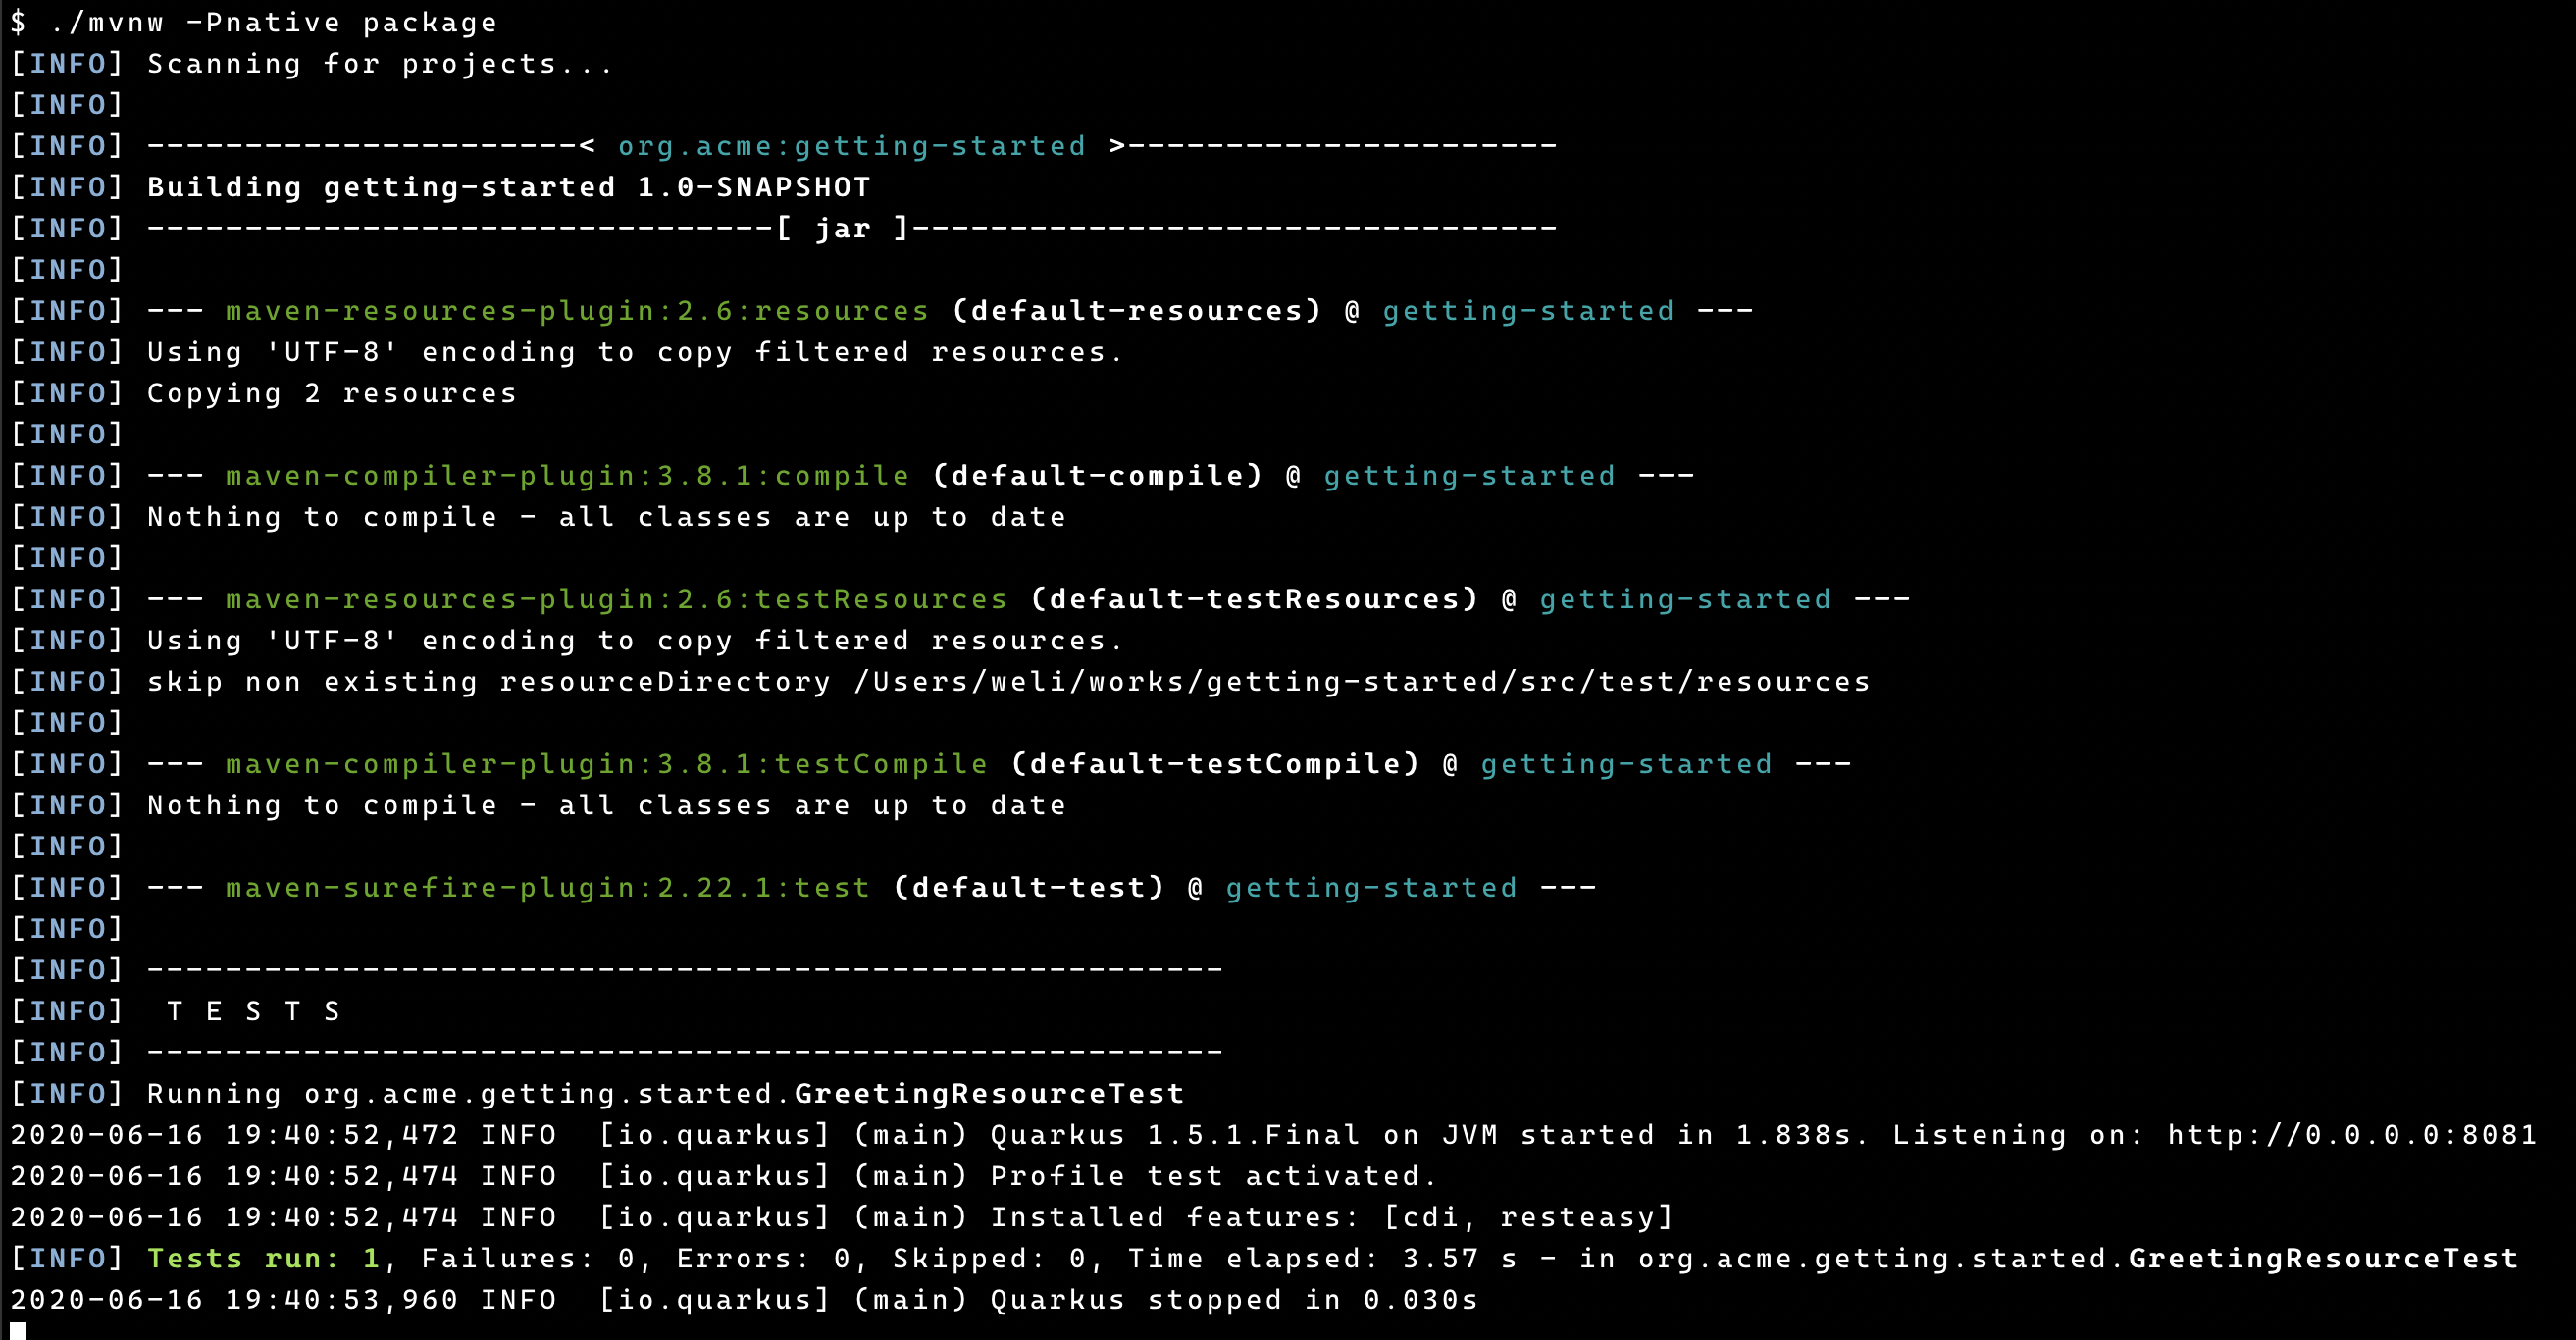 $ ./mvnw -Pnative package
[INFO] Scanning for projects...
[INFO]
[INFO] ----------------------< org.acme:getting-started >----------------------
[INFO] Building getting-started 1.0-SNAPSHOT
[INFO] --------------------------------[ jar ]---------------------------------
[INFO]
[INFO] --- maven-resources-plugin:2.6:resources (default-resources) @ getting-started ---
[INFO] Using 'UTF-8' encoding to copy filtered resources.
[INFO] Copying 2 resources
[INFO]
[INFO] --- maven-compiler-plugin:3.8.1:compile (default-compile) @ getting-started ---
[INFO] Nothing to compile - all classes are up to date
[INFO]
[INFO] --- maven-resources-plugin:2.6:testResources (default-testResources) @ getting-started ---
[INFO] Using 'UTF-8' encoding to copy filtered resources.
[INFO] skip non existing resourceDirectory /Users/weli/works/getting-started/src/test/resources
[INFO]
[INFO] --- maven-compiler-plugin:3.8.1:testCompile (default-testCompile) @ getting-started ---
[INFO] Nothing to compile - all classes are up to date
[INFO]
[INFO] --- maven-surefire-plugin:2.22.1:test (default-test) @ getting-started ---
[INFO]
[INFO] -------------------------------------------------------
[INFO]  T E S T S
[INFO] -------------------------------------------------------
[INFO] Running org.acme.getting.started.GreetingResourceTest
2020-06-16 19:40:52,472 INFO  [io.quarkus] (main) Quarkus 1.5.1.Final on JVM started in 1.838s. Listening on: http://0.0.0.0:8081
2020-06-16 19:40:52,474 INFO  [io.quarkus] (main) Profile test activated.
2020-06-16 19:40:52,474 INFO  [io.quarkus] (main) Installed features: [cdi, resteasy]
[INFO] Tests run: 1, Failures: 0, Errors: 0, Skipped: 0, Time elapsed: 3.57 s - in org.acme.getting.started.GreetingResourceTest
2020-06-16 19:40:53,960 INFO  [io.quarkus] (main) Quarkus stopped in 0.030s